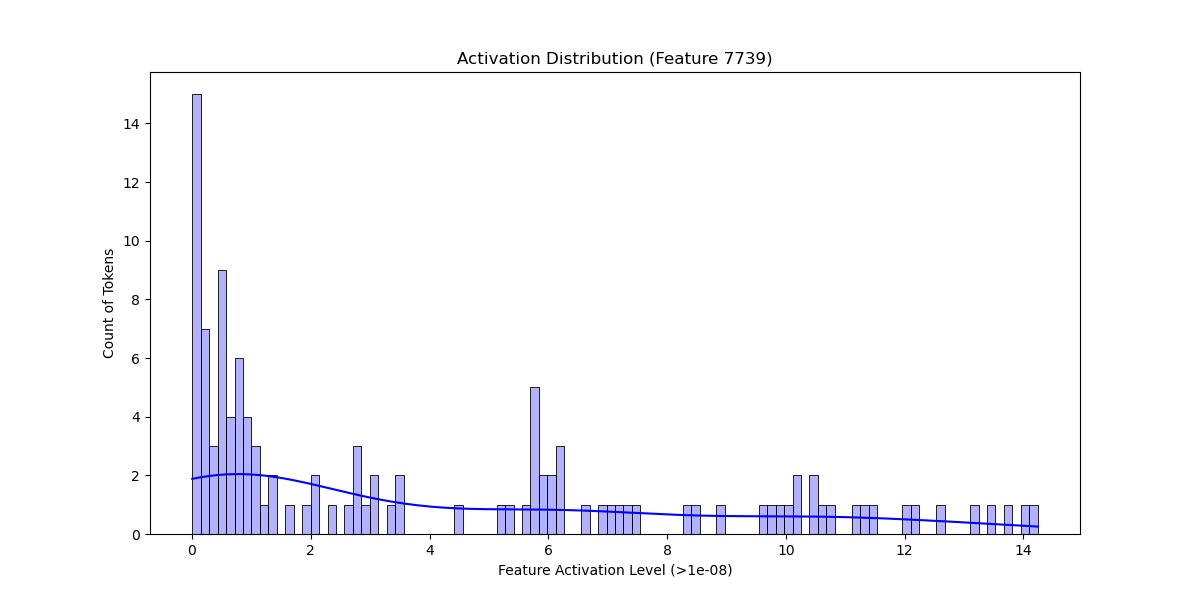 Activation Distribution (Feature 7739)
14
12
10
8
6
4
2
0
Count of Tokens
0 2 4 6 8 10 12 14
Feature Activation Level (>1e-08)